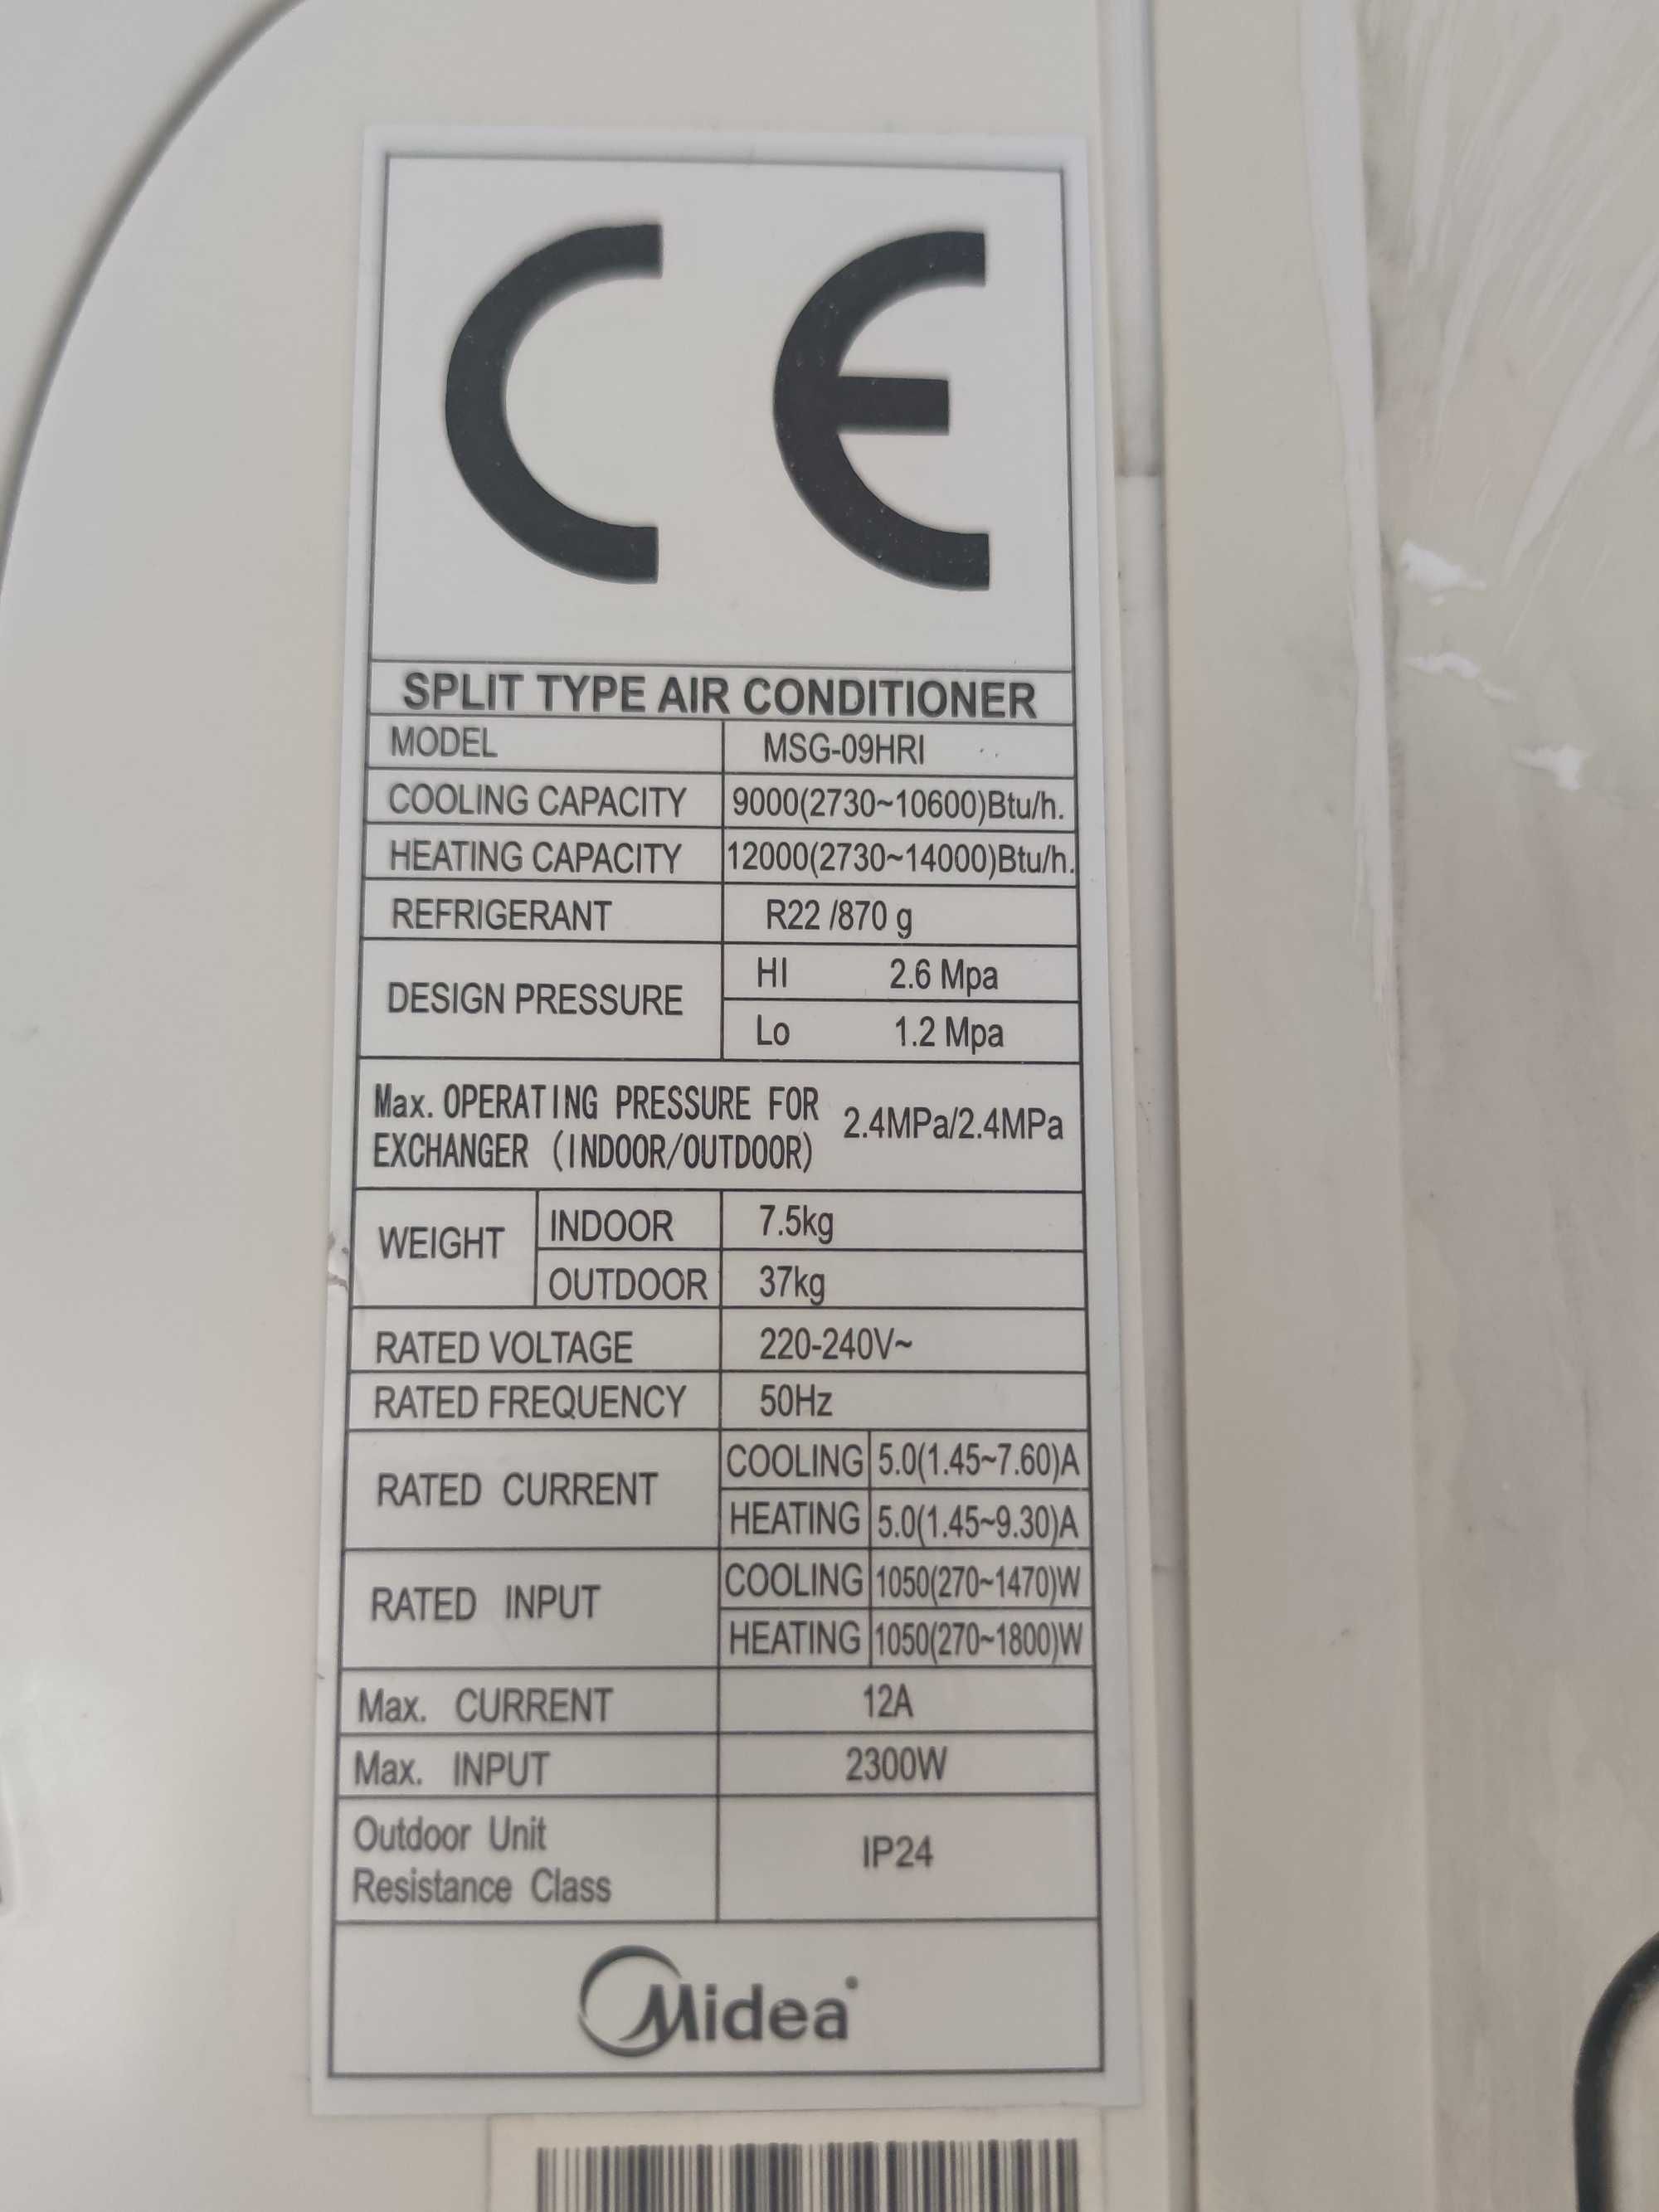 CE
SPLIT TYPE AIR CONDITIONER
MODEL MSG-09HRI
COOLING CAPACITY 9000(2730~10600)Btu/h.
HEATING CAPACITY 12000(2730~14000)Btu/h.
REFRIGERANT R22 /870 g
DESIGN PRESSURE HI 2.6 Mpa
Lo 1.2 Mpa
Max. OPERATING PRESSURE FOR
EXCHANGER (INDOOR/OUTDOOR) 2.4MPa/2.4MPa
WEIGHT INDOOR 7.5kg
OUTDOOR 37kg
RATED VOLTAGE 220-240V~
RATED FREQUENCY 50Hz
RATED CURRENT COOLING 5.0(1.45~7.60)A
HEATING 5.0(1.45~9.30)A
RATED INPUT COOLING 1050(270~1470)W
HEATING 1050(270~1800)W
Max. CURRENT 12A
Max. INPUT 2300W
Outdoor Unit
Resistance Class IP24
Midea